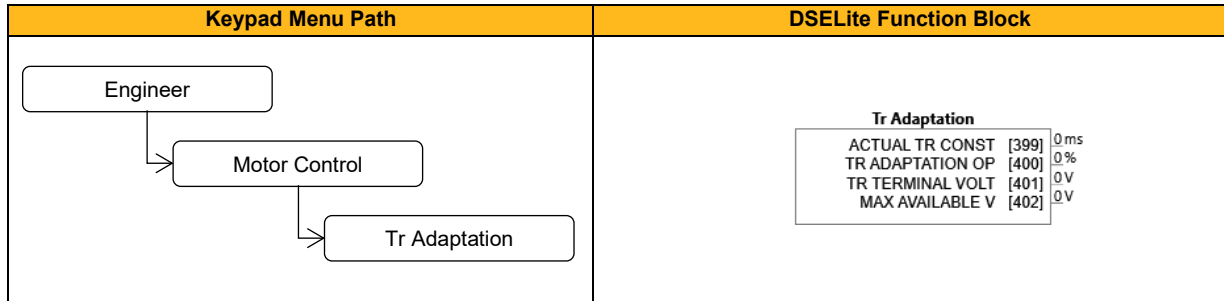 Keypad Menu Path
DSELite Function Block
Engineer
Motor Control
Tr Adaptation
Tr Adaptation
ACTUAL TR CONST [399] 0 ms
TR ADAPTATION OP [400] 0 %
TR TERMINAL VOLT [401] 0 V
MAX AVAILABLE V [402] 0 V